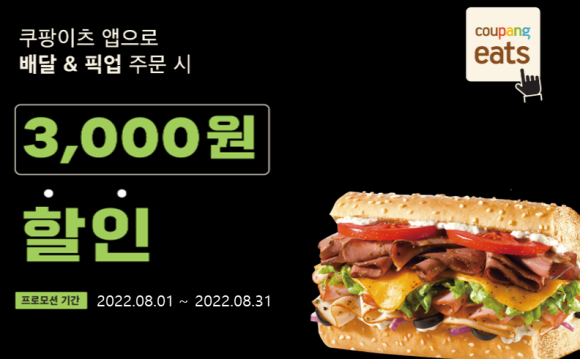 쿠팡이츠 앱으로
배달 & 픽업 주문 시
coupang
eats
3,000원
할인
프로모션 기간 2022.08.01 ~ 2022.08.31